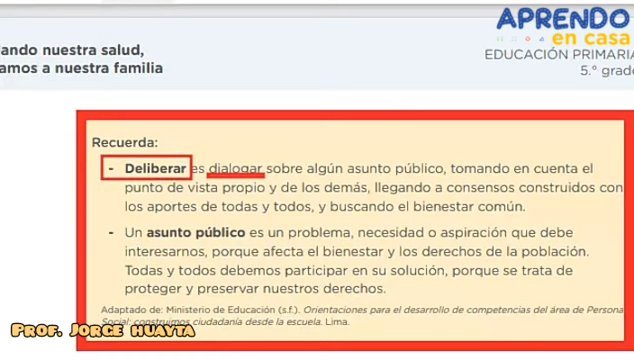 APRENDO
en casa
ando nuestra salud,
amos a nuestra familia
EDUCACIÓN PRIMARIA
5.° grado
Recuerda:
- Deliberar es dialogar sobre algún asunto público, tomando en cuenta el
punto de vista propio y de los demás, llegando a consensos construidos con
los aportes de todas y todos, y buscando el bienestar común.
- Un asunto público es un problema, necesidad o aspiración que debe
interesarnos, porque afecta el bienestar y los derechos de la población.
Todas y todos debemos participar en su solución, porque se trata de
proteger y preservar nuestros derechos.
Adaptado de: Ministerio de Educación (s.f.). Orientaciones para el desarrollo de competencias del área de Persona
Social: construimos ciudadanía desde la escuela. Lima.
PROF. JORGE HUAYTA